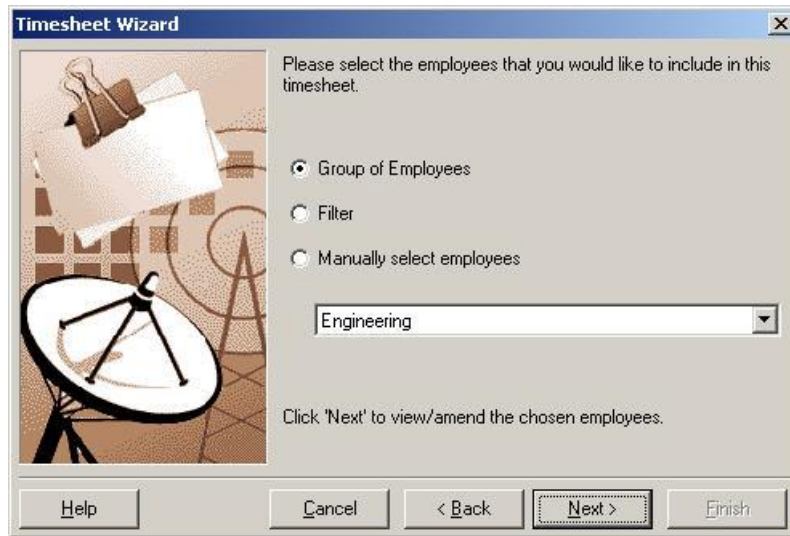 Timesheet Wizard
Please select the employees that you would like to include in this
timesheet.
Group of Employees
Filter
Manually select employees
Engineering
Click 'Next' to view/amend the chosen employees.
Help
Cancel
< Back
Next >
Finish